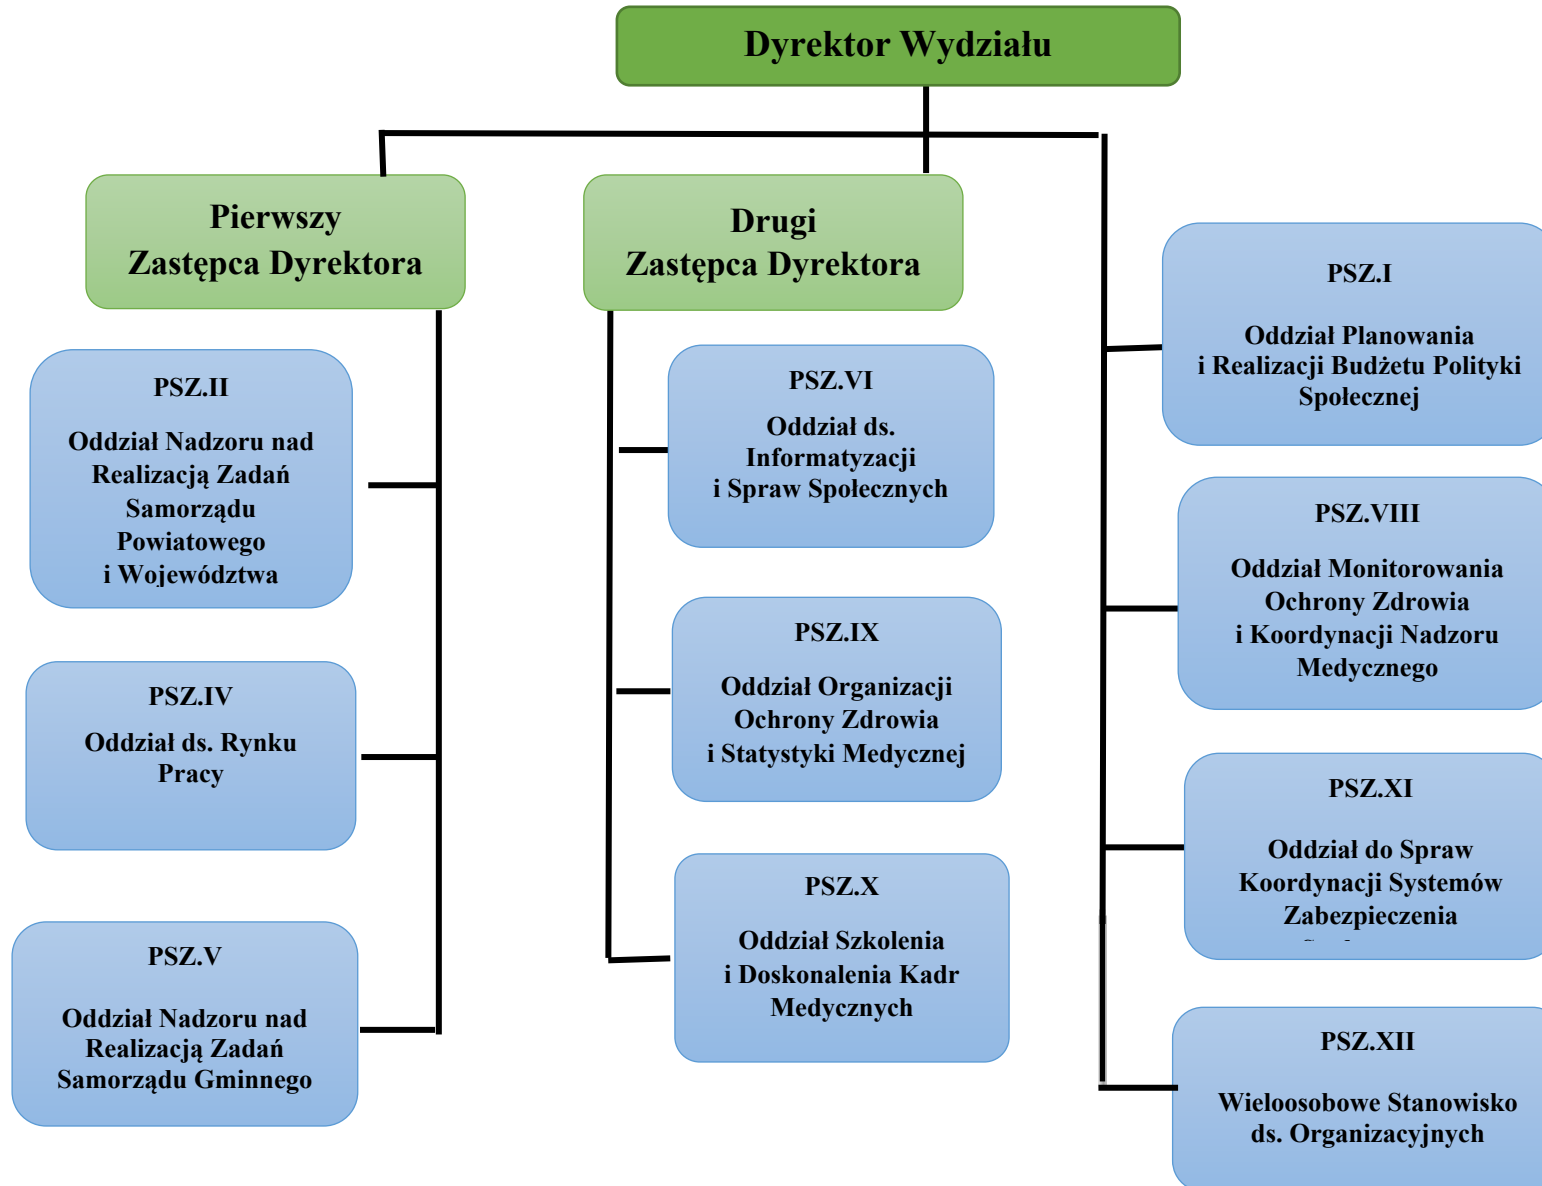 Dyrektor Wydziału
Pierwszy
Zastępca Dyrektora
Drugi
Zastępca Dyrektora
PSZ.II
Oddział Nadzoru nad
Realizacją Zadań
Samorządu
Powiatowego
i Województwa
PSZ.IV
Oddział ds. Rynku
Pracy
PSZ.V
Oddział Nadzoru nad
Realizacją Zadań
Samorządu Gminnego
PSZ.VI
Oddział ds.
Informatyzacji
i Spraw Społecznych
PSZ.IX
Oddział Organizacji
Ochrony Zdrowia
i Statystyki Medycznej
PSZ.X
Oddział Szkolenia
i Doskonalenia Kadr
Medycznych
PSZ.I
Oddział Planowania
i Realizacji Budżetu Polityki
Społecznej
PSZ.VIII
Oddział Monitorowania
Ochrony Zdrowia
i Koordynacji Nadzoru
Medycznego
PSZ.XI
Oddział do Spraw
Koordynacji Systemów
Zabezpieczenia
PSZ.XII
Wieloosobowe Stanowisko
ds. Organizacyjnych